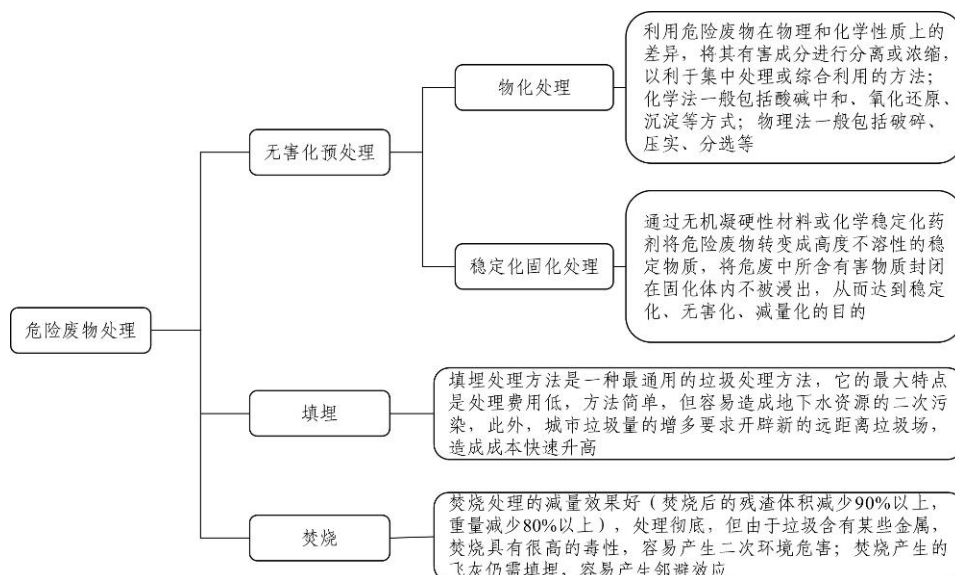 利用危险废物在物理和化学性质上的
差异，将其有害成分进行分离或浓缩，
以利于集中处理或综合利用的方法；
化学法一般包括酸碱中和、氧化还原、
沉淀等方式；物理法一般包括破碎、
压实、分选等
物化处理
无害化预处理
通过无机凝硬性材料或化学稳定化药
剂将危险废物转变成高度不溶性的稳
定物质，将危废中所含有害物质封闭
在固化体内不被浸出，从而达到稳定
化、无害化、减量化的目的
稳定化固化处理
危险废物处理
填埋处理方法是一种最通用的垃圾处理方法，它的最大特点
是处理费用低，方法简单，但容易造成地下水资源的二次污
染，此外，城市垃圾量的增多要求开辟新的远距离垃圾场，
造成成本快速升高
填埋
焚烧处理的减量效果好（焚烧后的残渣体积减少90%以上，
重量减少80%以上），处理彻底，但由于垃圾含有某些金属，
焚烧具有很高的毒性，容易产生二次环境危害；焚烧产生的
飞灰仍需填埋，容易产生邻避效应
焚烧